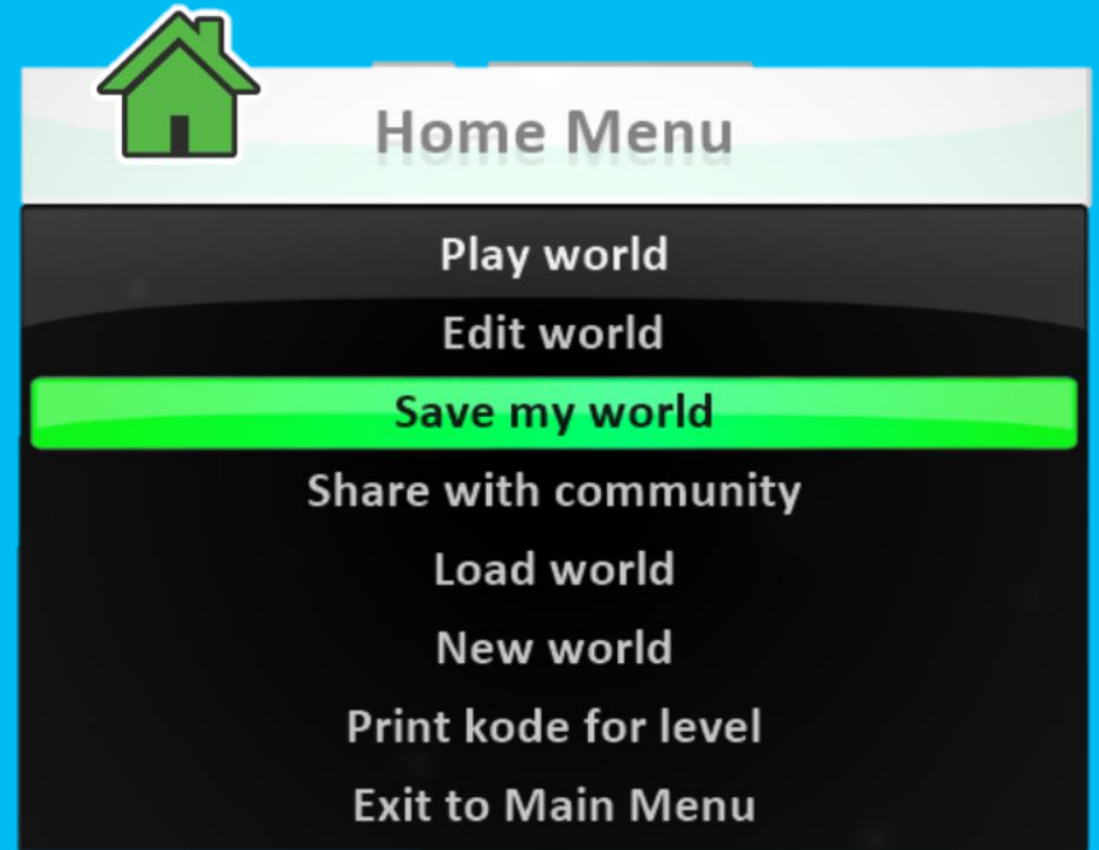 Home Menu
Play world
Edit world
Save my world
Share with community
Load world
New world
Print kode for level
Exit to Main Menu